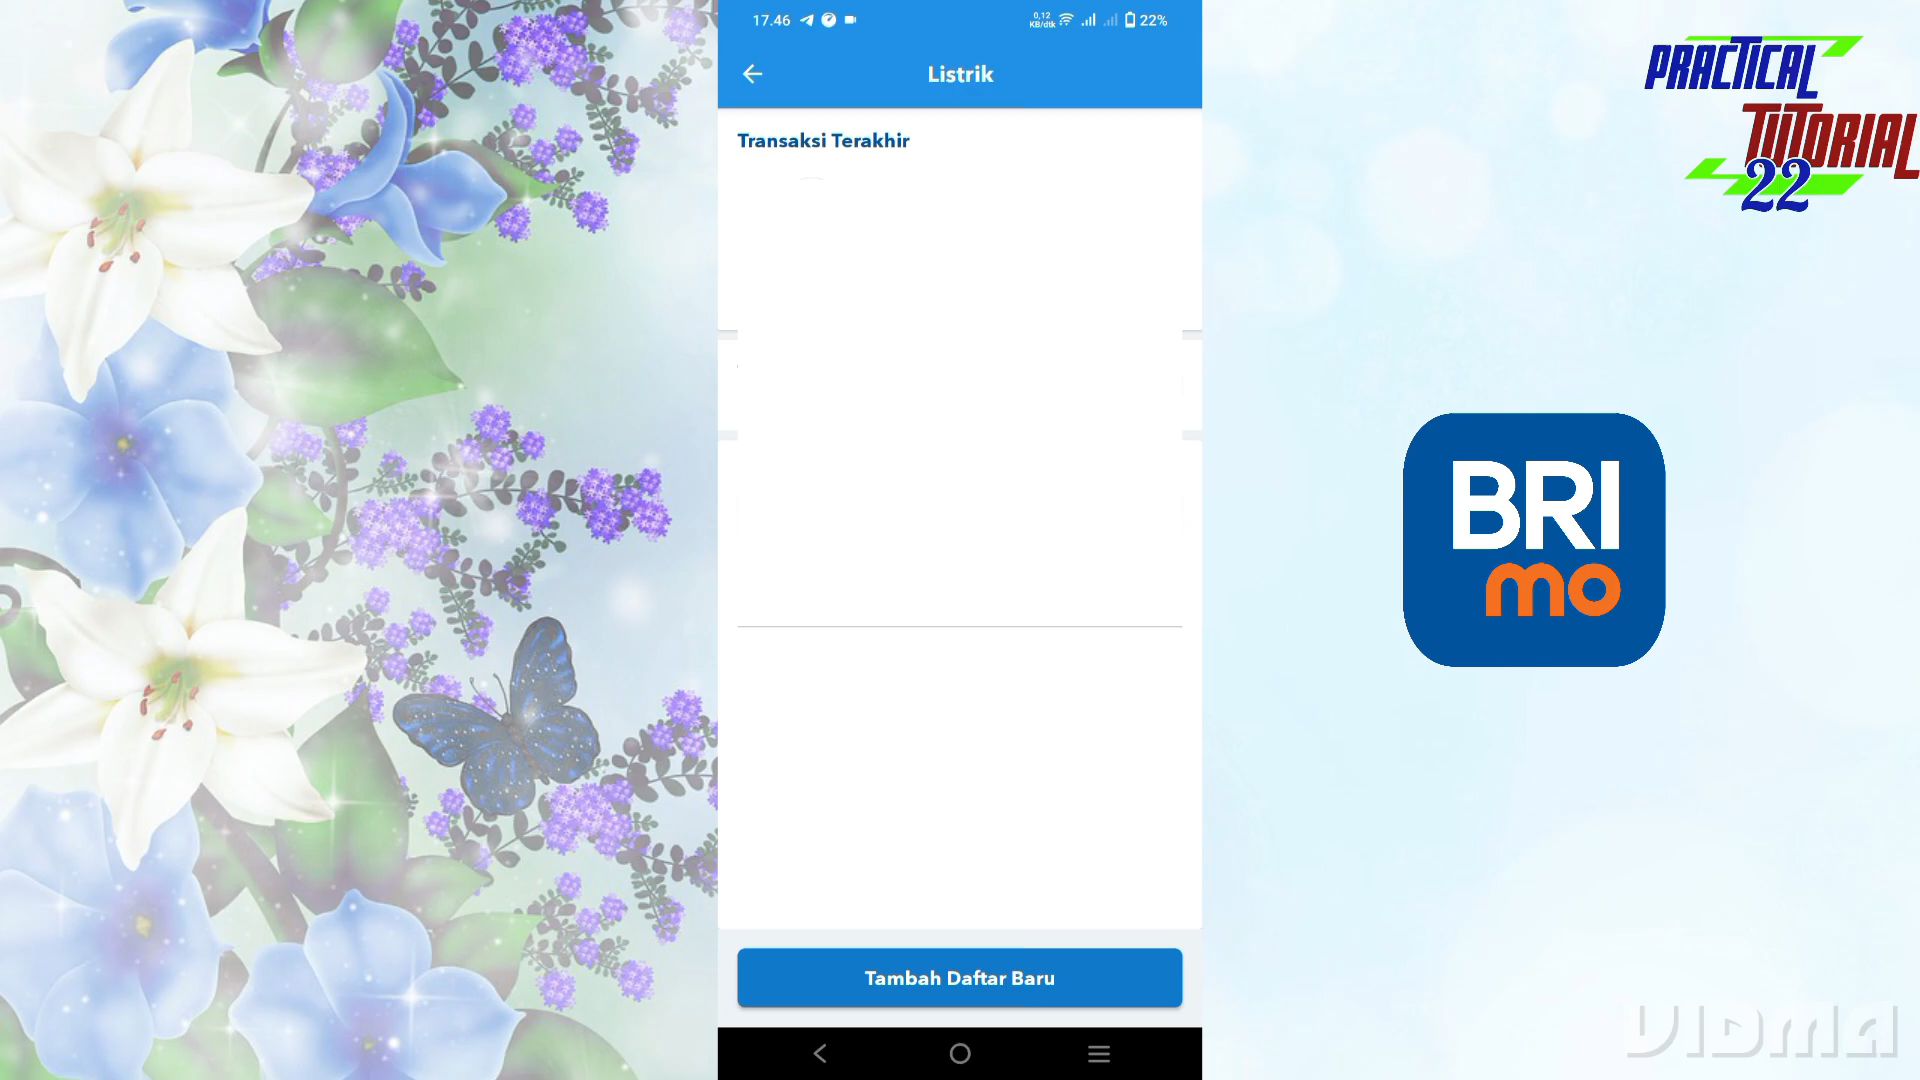 17.46
0,12
KB/dtk
22%
Listrik
Transaksi Terakhir
Tambah Daftar Baru
PRACTICAL
TUTORIAL
22
BRI
mo
VIDMA